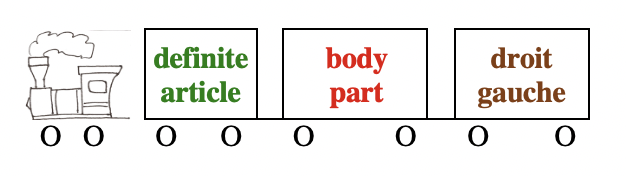 definite
article
body
part
droit
gauche
O O O O O O O O